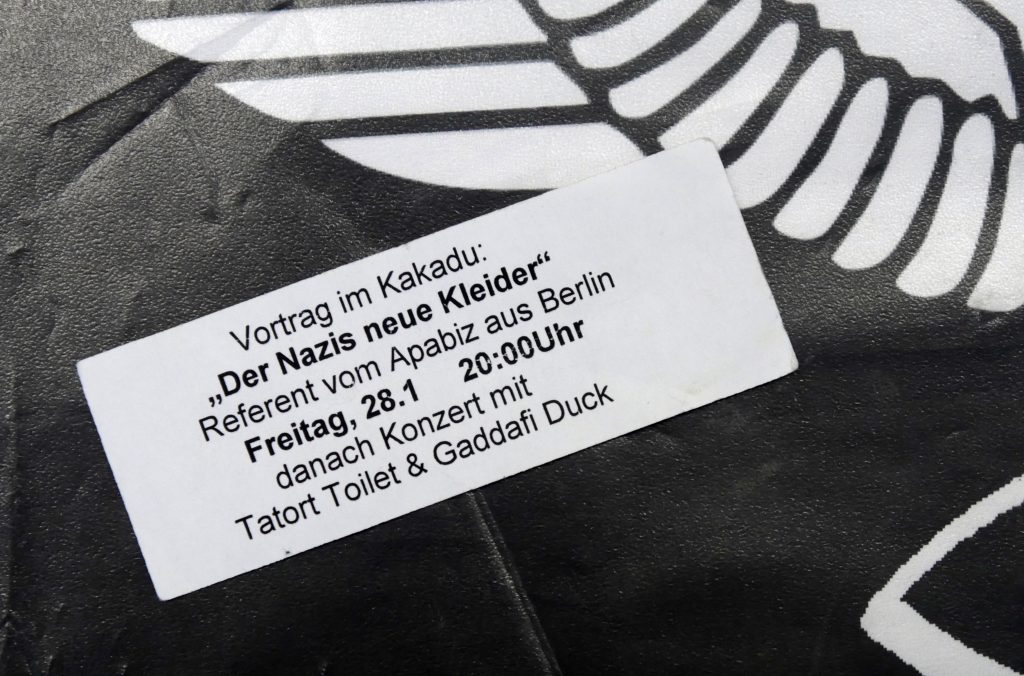 Vortrag im Kakadu:
„Der Nazis neue Kleider“
Referent vom Apabiz aus Berlin
Freitag, 28.1 20:00Uhr
danach Konzert mit
Tatort Toilet & Gaddafi Duck